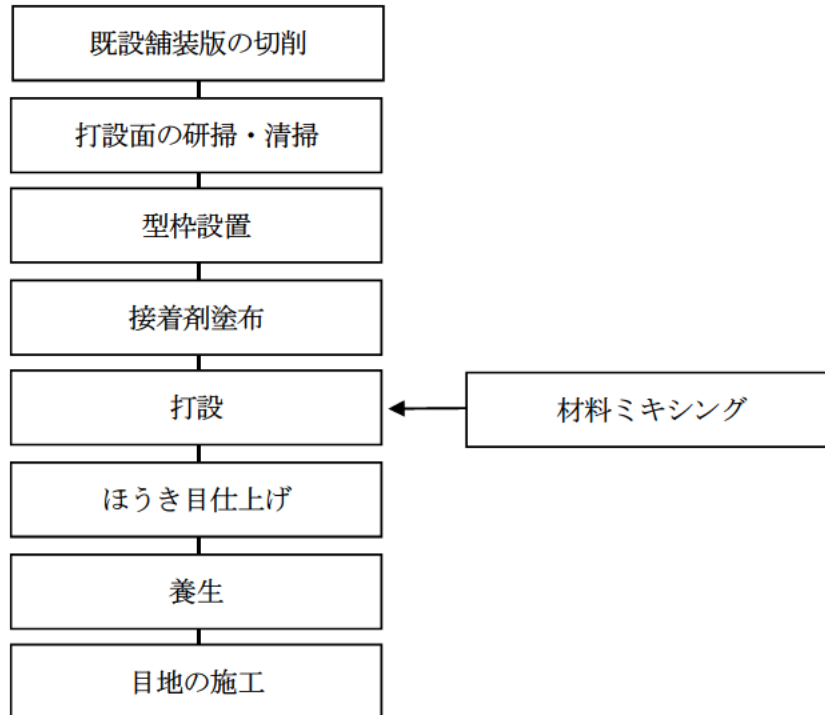 既設舗装版の切削
打設面の研掃・清掃
型枠設置
接着剤塗布
打設
材料ミキシング
ほうき目仕上げ
養生
目地の施工